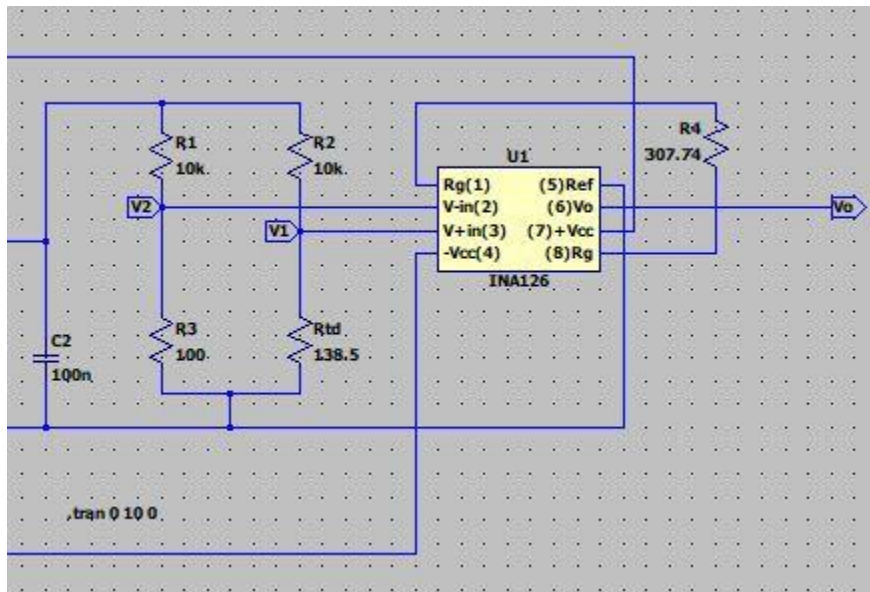 R1
10k
R2
10k
R4
307.74
U1
Rg(1)
(5)Ref
V-in(2)
(6)Vo
V+in(3)
(7)+Vcc
-Vcc(4)
(8)Rg
INA126
V2
V1
Vo
C2
100n
R3
100
Rtd
138.5
.tran 0 10 0